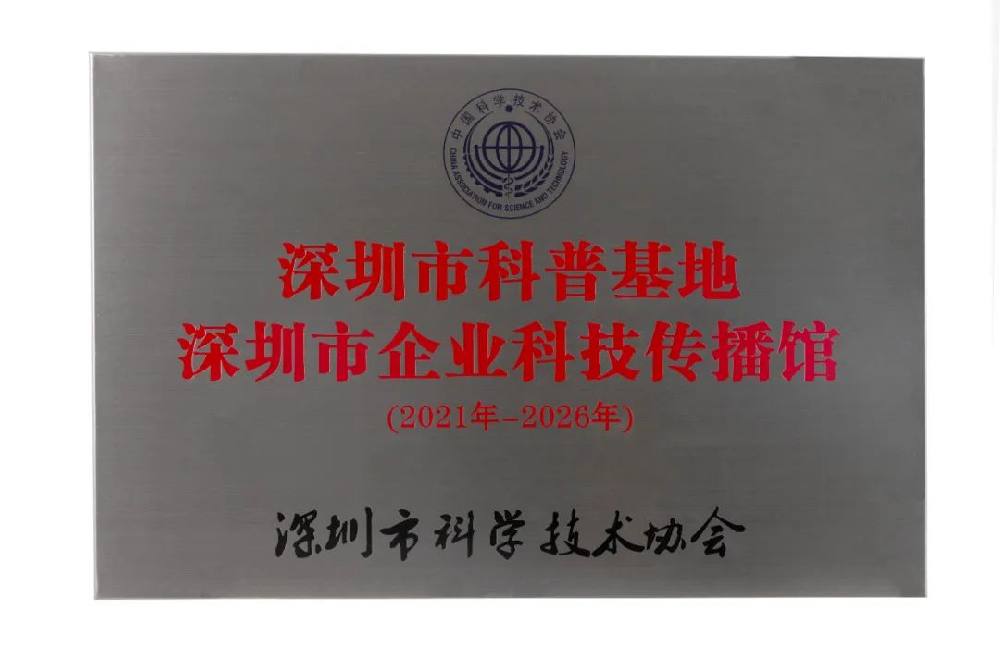 中国科学技术协会
CHINA ASSOCIATION FOR SCIENCE AND TECHNOLOGY
深圳市科普基地
深圳市企业科技传播馆
(2021年-2026年)
深圳市科学技术协会